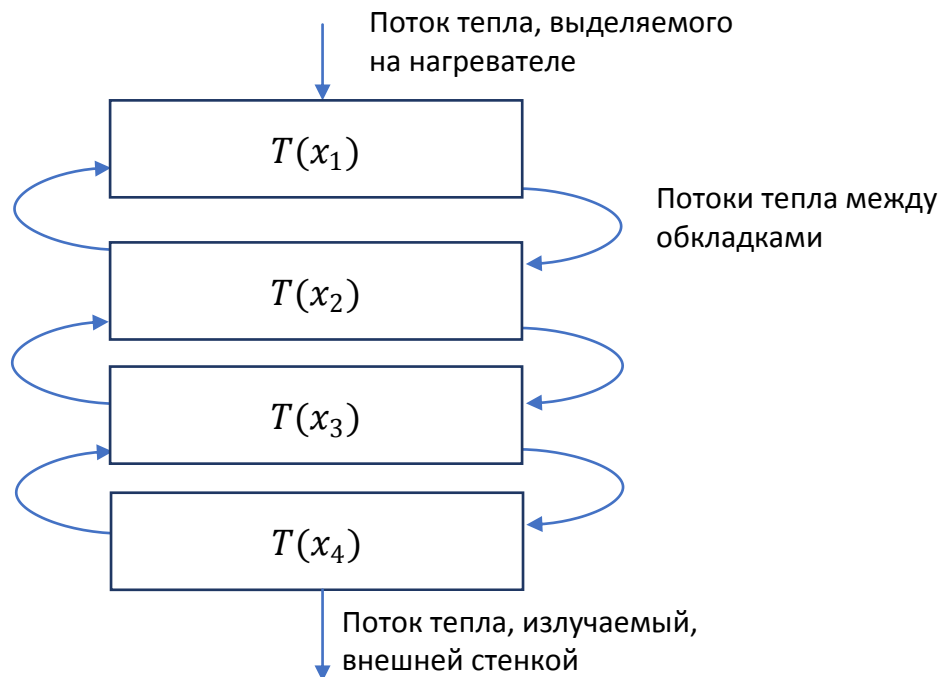 Поток тепла, выделяемого
на нагревателе
T(x₁)
Потоки тепла между
обкладками
T(x₂)
T(x₃)
T(x₄)
Поток тепла, излучаемый,
внешней стенкой